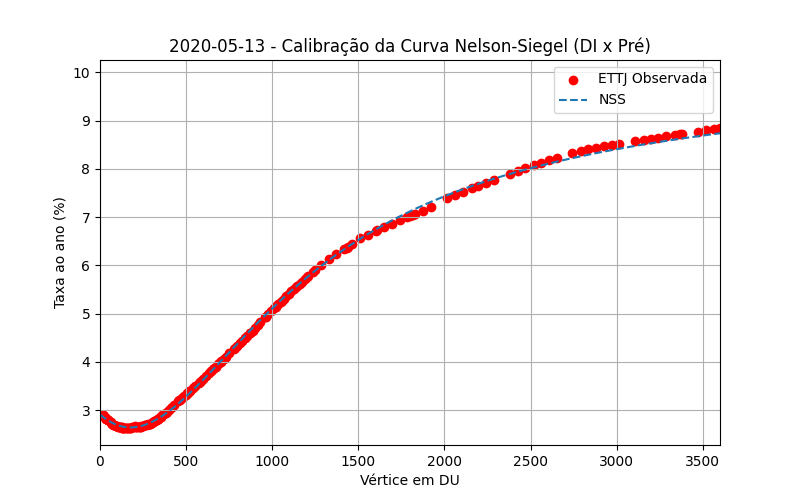 2020-05-13 - Calibração da Curva Nelson-Siegel (DI x Pré)
ETTJ Observada
NSS
Taxa ao ano (%)
10
9
8
7
6
5
4
3
0 500 1000 1500 2000 2500 3000 3500
Vértice em DU